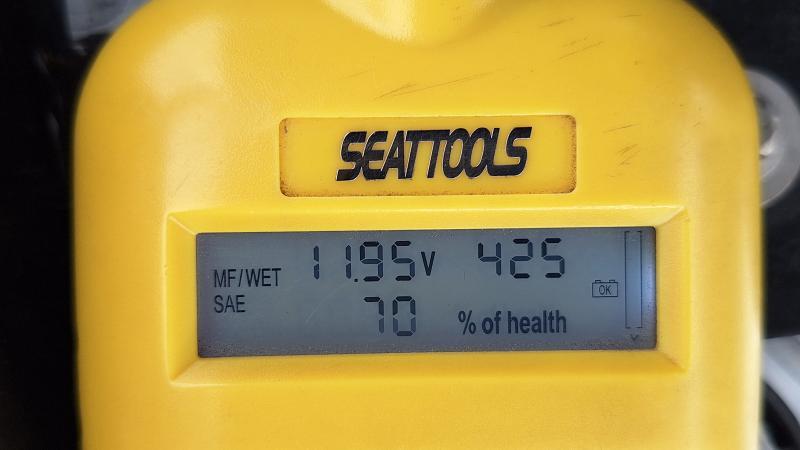 SEATTOOLS
MF/WET 11.95V 425
SAE 70 % of health
OK